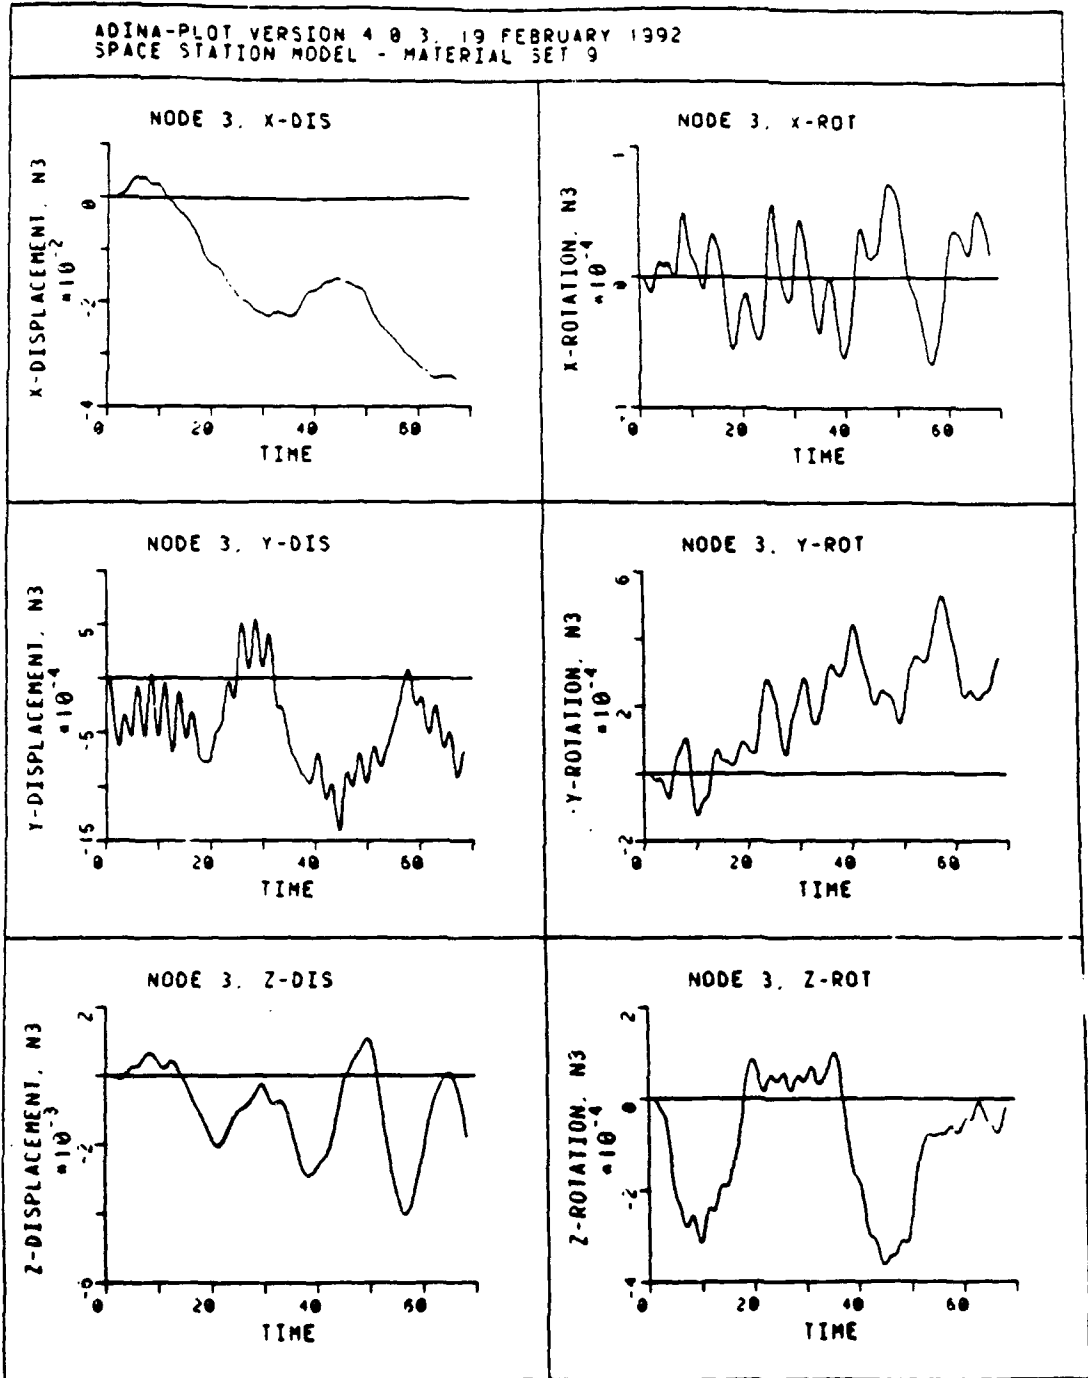 ADINA-PLOT VERSION 4.0.3, 19 FEBRUARY 1992
SPACE STATION MODEL - MATERIAL SET 9
NODE 3, X-DIS
X-DISPLACEMENT, N3
*10^-2
0
-2
-4
0 20 40 60
TIME
NODE 3, X-ROT
X-ROTATION, N3
*10^-4
1
0
-1
0 20 40 60
TIME
NODE 3, Y-DIS
Y-DISPLACEMENT, N3
*10^-4
5
-5
-15
0 20 40 60
TIME
NODE 3, Y-ROT
Y-ROTATION, N3
*10^-4
6
2
-2
0 20 40 60
TIME
NODE 3, Z-DIS
Z-DISPLACEMENT, N3
*10^-3
2
-2
-6
0 20 40 60
TIME
NODE 3, Z-ROT
Z-ROTATION, N3
*10^-4
2
0
-2
-4
0 20 40 60
TIME